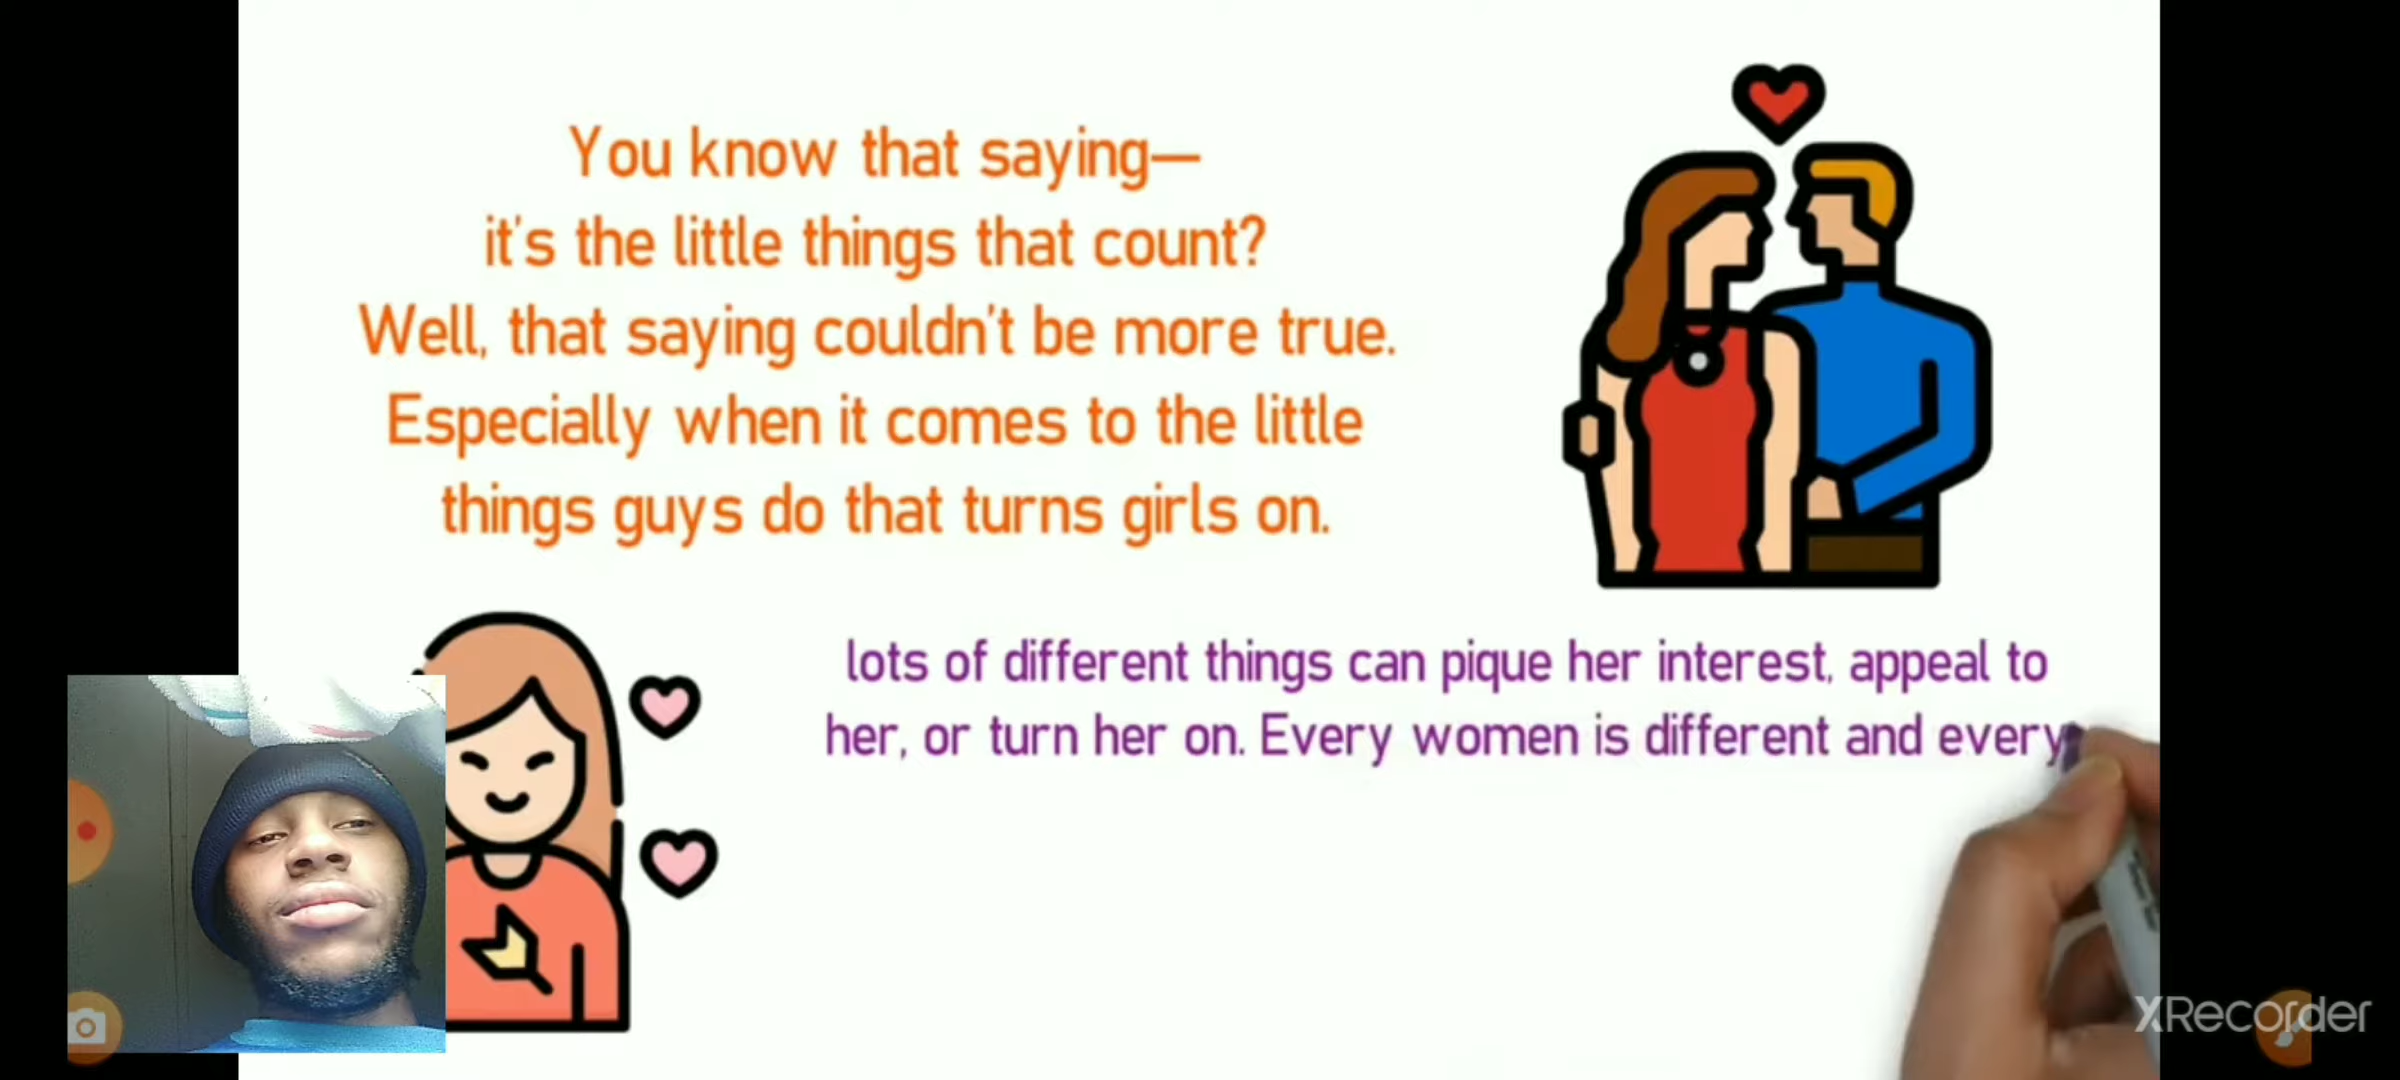 You know that saying—
it's the little things that count?
Well, that saying couldn't be more true.
Especially when it comes to the little
things guys do that turns girls on.
lots of different things can pique her interest, appeal to
her, or turn her on. Every women is different and every
XRecorder